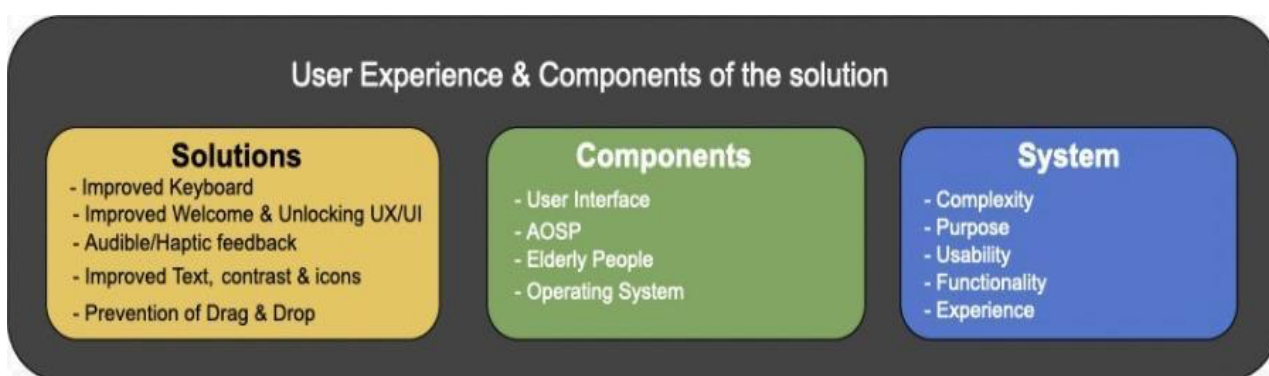 User Experience & Components of the solution
Solutions
- Improved Keyboard
- Improved Welcome & Unlocking UX/UI
- Audible/Haptic feedback
- Improved Text, contrast & icons
- Prevention of Drag & Drop
Components
- User Interface
- AOSP
- Elderly People
- Operating System
System
- Complexity
- Purpose
- Usability
- Functionality
- Experience